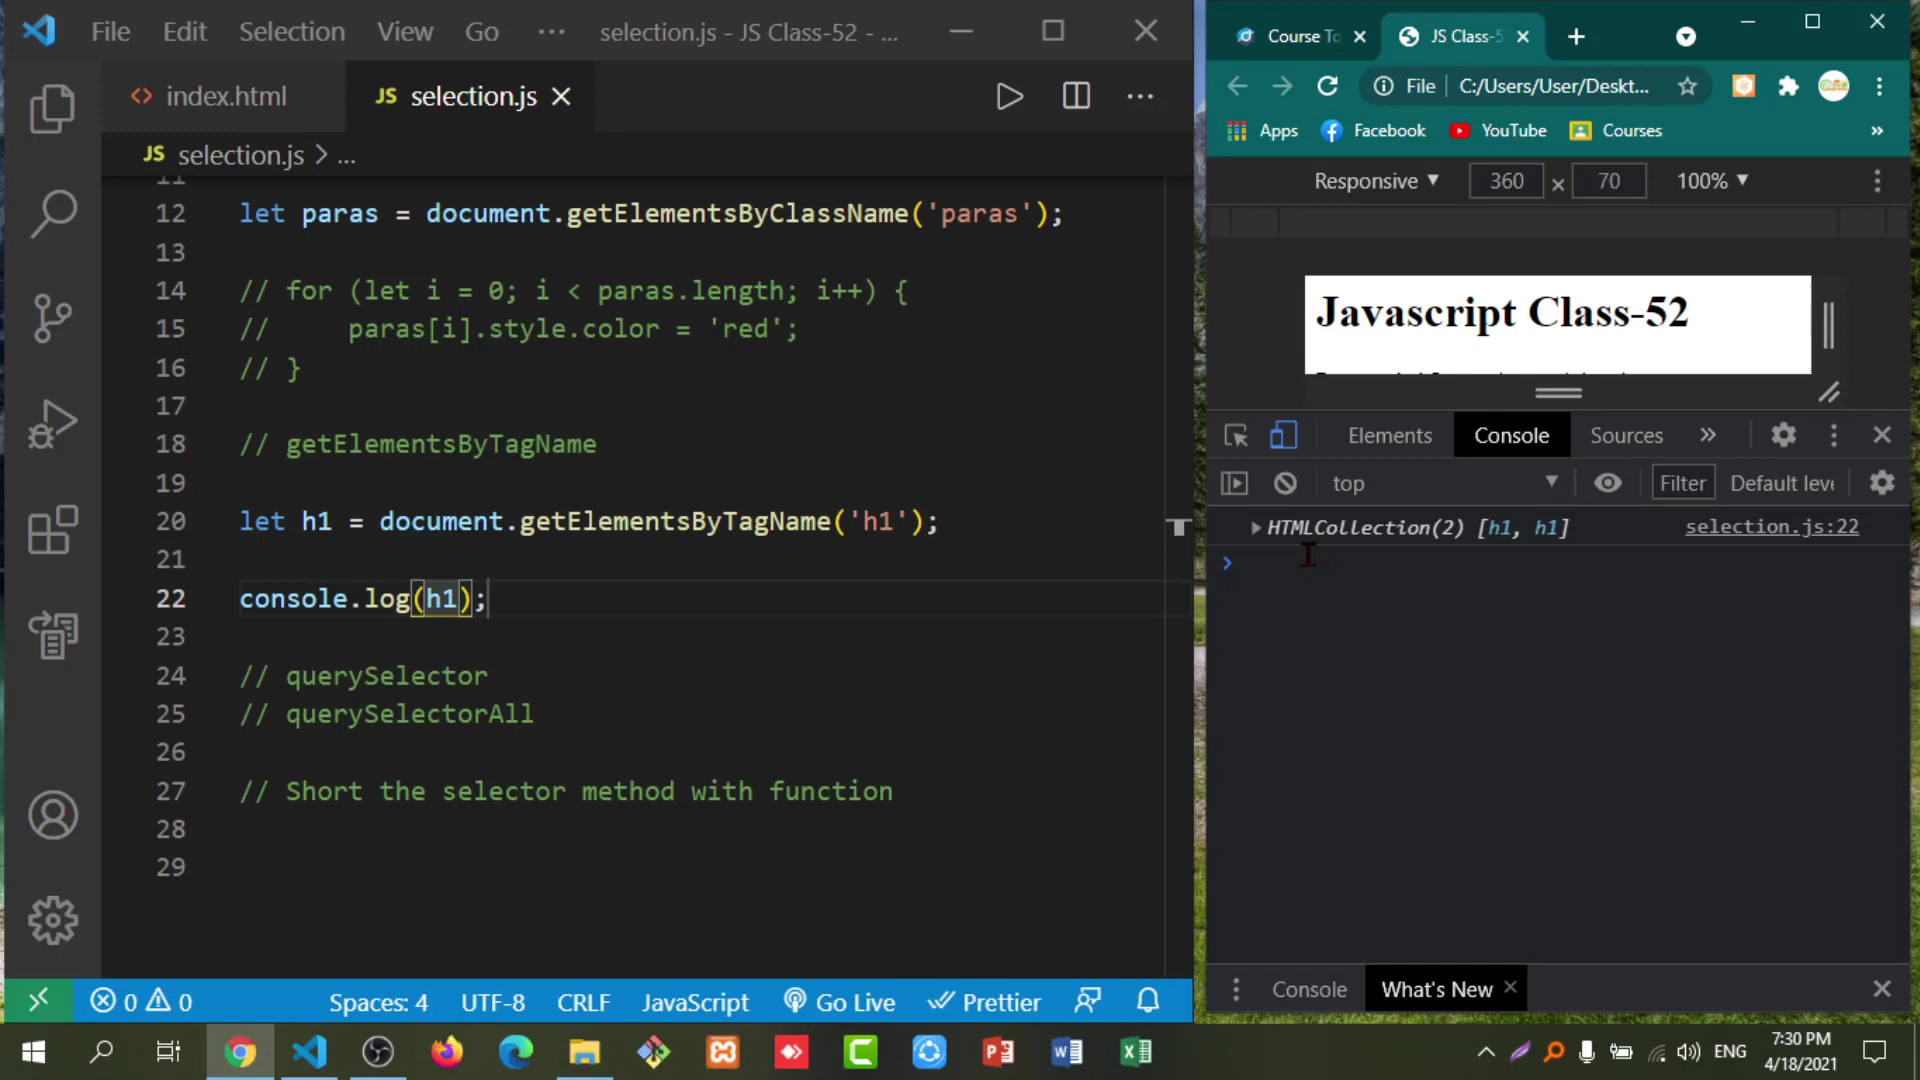 File Edit Selection View Go ··· selection.js - JS Class-52 - ...
index.html
JS selection.js
JS selection.js > ...
11
12 let paras = document.getElementsByClassName('paras');
13
14 // for (let i = 0; i < paras.length; i++) {
15 //     paras[i].style.color = 'red';
16 // }
17
18 // getElementsByTagName
19
20 let h1 = document.getElementsByTagName('h1');
21
22 console.log(h1);
23
24 // querySelector
25 // querySelectorAll
26
27 // Short the selector method with function
28
29
0 0 Spaces: 4 UTF-8 CRLF JavaScript Go Live Prettier
Course To JS Class-5
File C:/Users/User/Deskt...
Apps Facebook YouTube Courses »
Responsive 360 × 70 100%
Javascript Class-52
Elements Console Sources »
top Filter Default leve
HTMLCollection(2) [h1, h1] selection.js:22
Console What's New
ENG
7:30 PM
4/18/2021